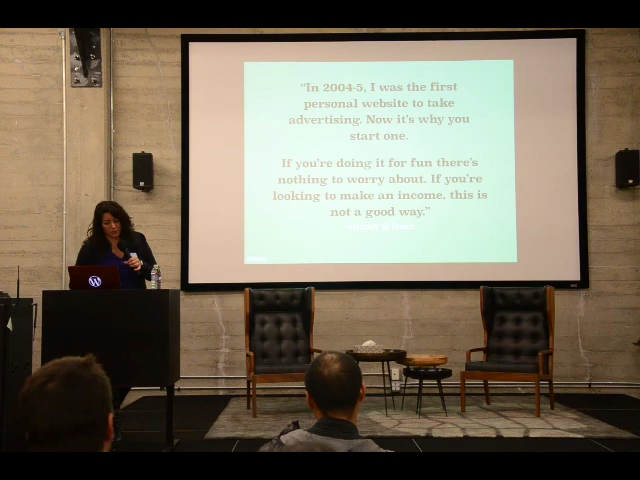 “In 2004-5, I was the first
personal website to take
advertising. Now it’s why you
start one.
If you’re doing it for fun there’s
nothing to worry about. If you’re
looking to make an income, this is
not a good way.”
W